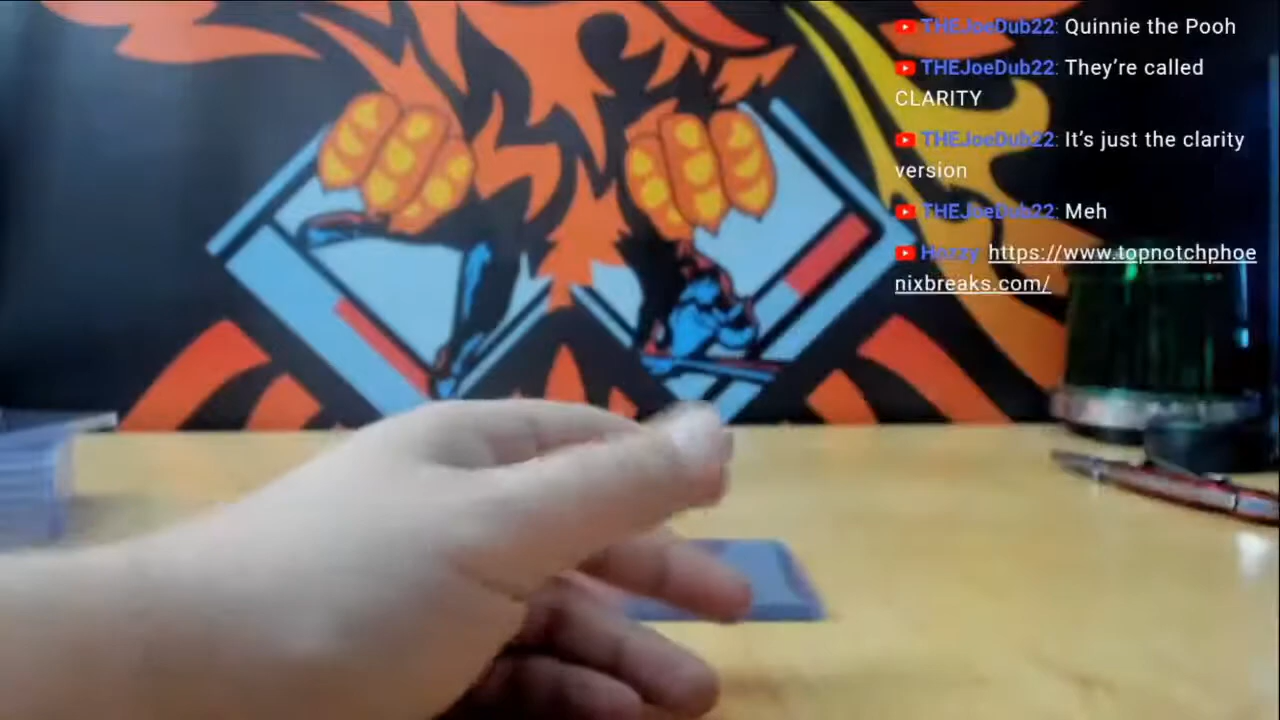 THEJoeDub22: Quinnie the Pooh
THEJoeDub22: They're called
CLARITY
THEJoeDub22: It's just the clarity
version
THEJoeDub22: Meh
https://www.topnotchphoe
nixbreaks.com/